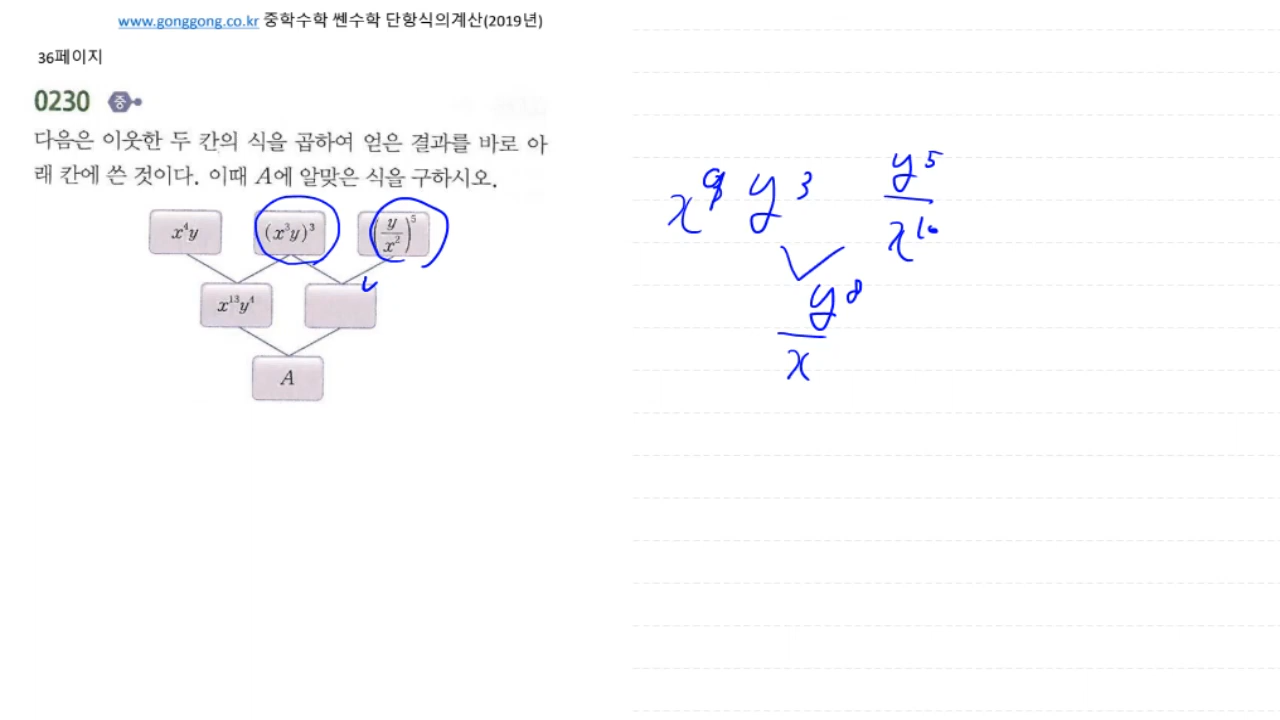 www.gonggong.co.kr 중학수학 쎈수학 단항식의계산(2019년)
36페이지
0230 중
다음은 이웃한 두 칸의 식을 곱하여 얻은 결과를 바로 아
래 칸에 쓴 것이다. 이때 A에 알맞은 식을 구하시오.
x⁴y (x³y)³ (y/x²)⁵
x¹³y⁴
A
x⁹ y³ y⁵/x¹⁰
y⁸/x